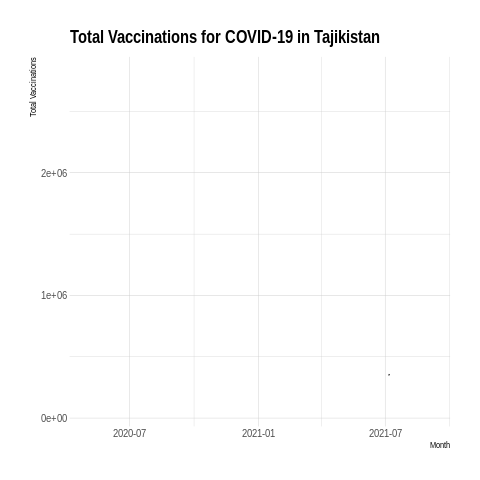 Total Vaccinations for COVID-19 in Tajikistan
Total Vaccinations
2e+06
1e+06
0e+00
2020-07 2021-01 2021-07
Month